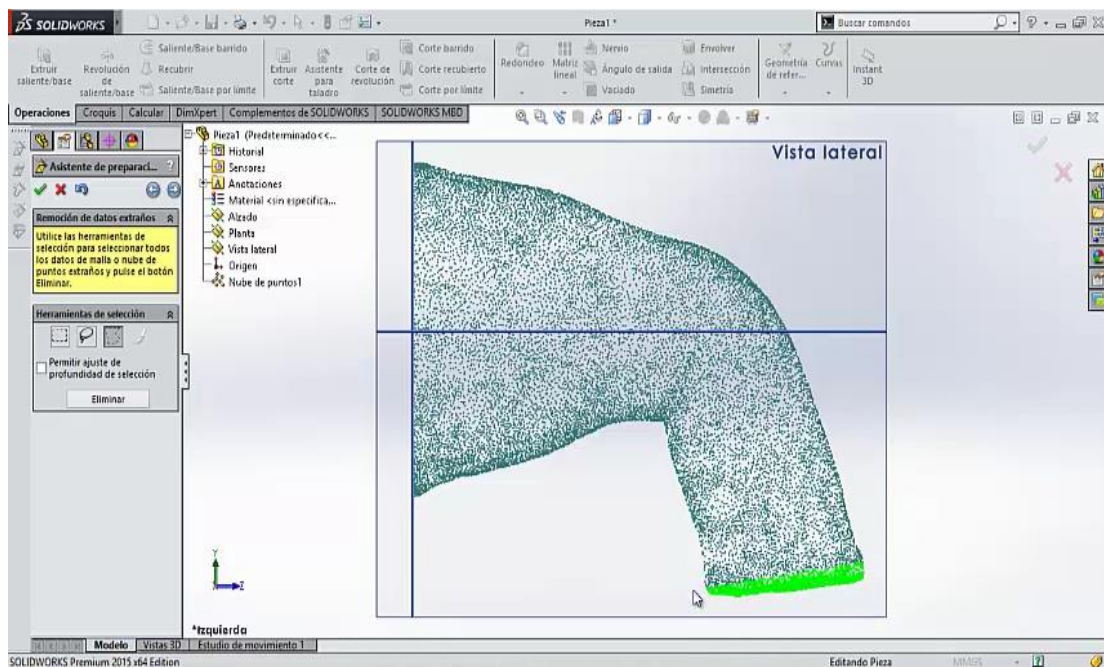 SOLIDWORKS
Pieza1 *
Buscar comandos
Extruir saliente/base
Revolución de saliente/base
Saliente/Base barrido
Recubrir
Saliente/Base por límite
Extruir corte
Asistente para taladro
Corte de revolución
Corte barrido
Corte recubierto
Corte por límite
Redondeo
Matriz lineal
Nervio
Ángulo de salida
Vaciado
Envolver
Intersección
Simetría
Geometría de refer...
Curvas
Instant 3D
Operaciones Croquis Calcular DimXpert Complementos de SOLIDWORKS SOLIDWORKS MBD
Asistente de preparaci... ?
Remoción de datos extraños
Utilice las herramientas de
selección para seleccionar todos
los datos de malla o nube de
puntos extraños y pulse el botón
Eliminar.
Herramientas de selección
Permitir ajuste de
profundidad de selección
Eliminar
Pieza1 (Predeterminado<<...
Historial
Sensores
Anotaciones
Material <sin especifica...
Alzado
Planta
Vista lateral
Origen
Nube de puntos1
Vista lateral
Y
Z
*Izquierda
Modelo Vistas 3D Estudio de movimiento 1
SOLIDWORKS Premium 2015 x64 Edition
Editando Pieza
MMGS